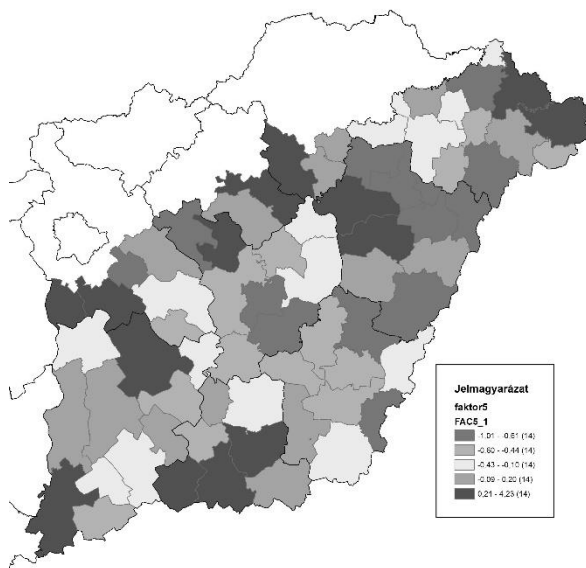 Jelmagyarázat
faktor5
FAC5_1
-1.01 - -0.61 (14)
-0.60 - -0.44 (14)
-0.43 - -0.10 (14)
-0.09 - 0.20 (14)
0.21 - 4.23 (14)